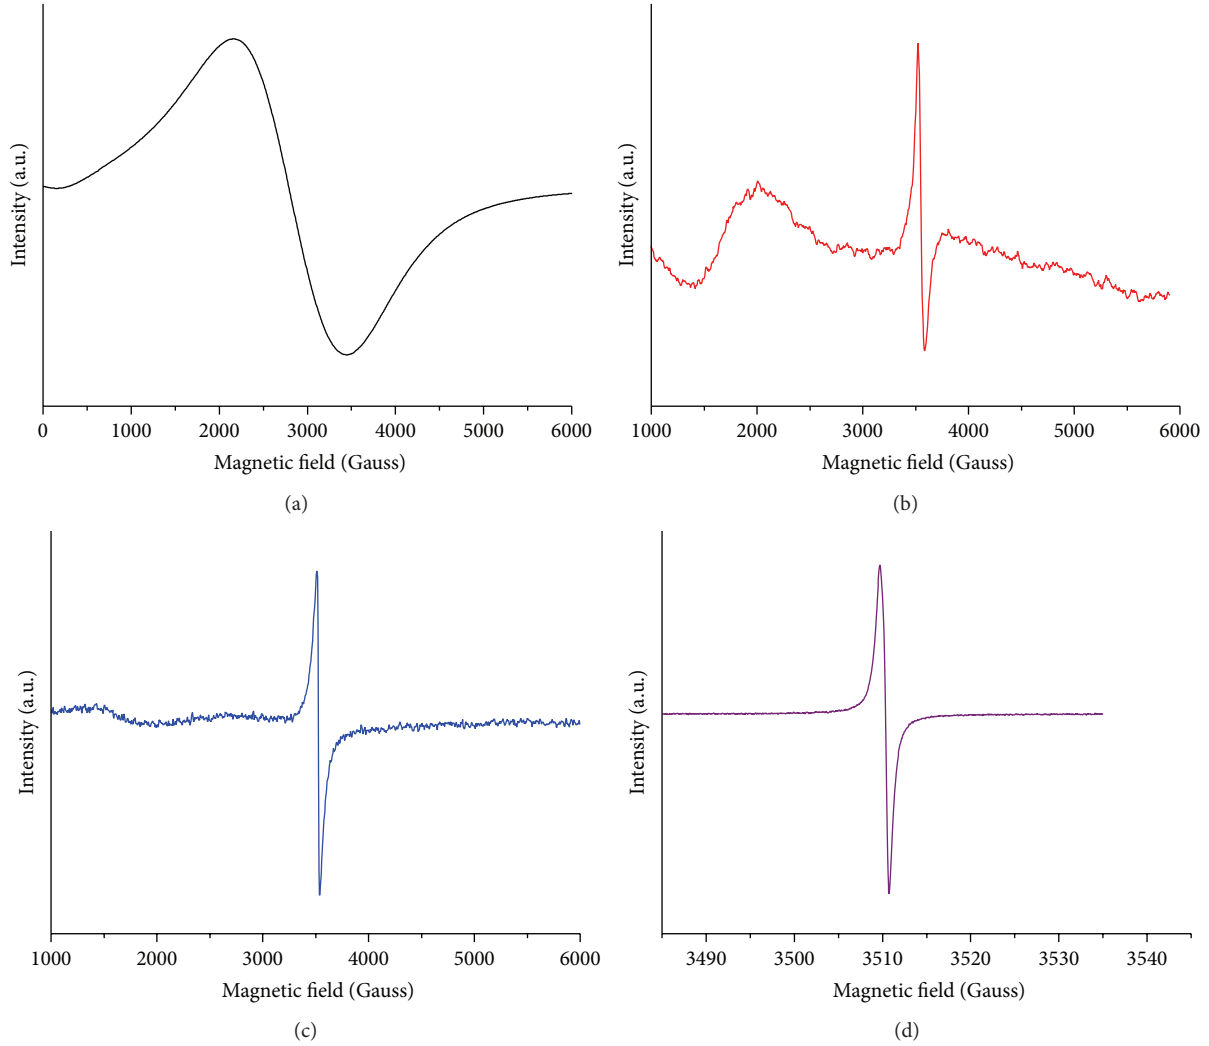 Intensity (a.u.)
0 1000 2000 3000 4000 5000 6000
Magnetic field (Gauss)
(a)
Intensity (a.u.)
1000 2000 3000 4000 5000 6000
Magnetic field (Gauss)
(b)
Intensity (a.u.)
1000 2000 3000 4000 5000 6000
Magnetic field (Gauss)
(c)
Intensity (a.u.)
3490 3500 3510 3520 3530 3540
Magnetic field (Gauss)
(d)